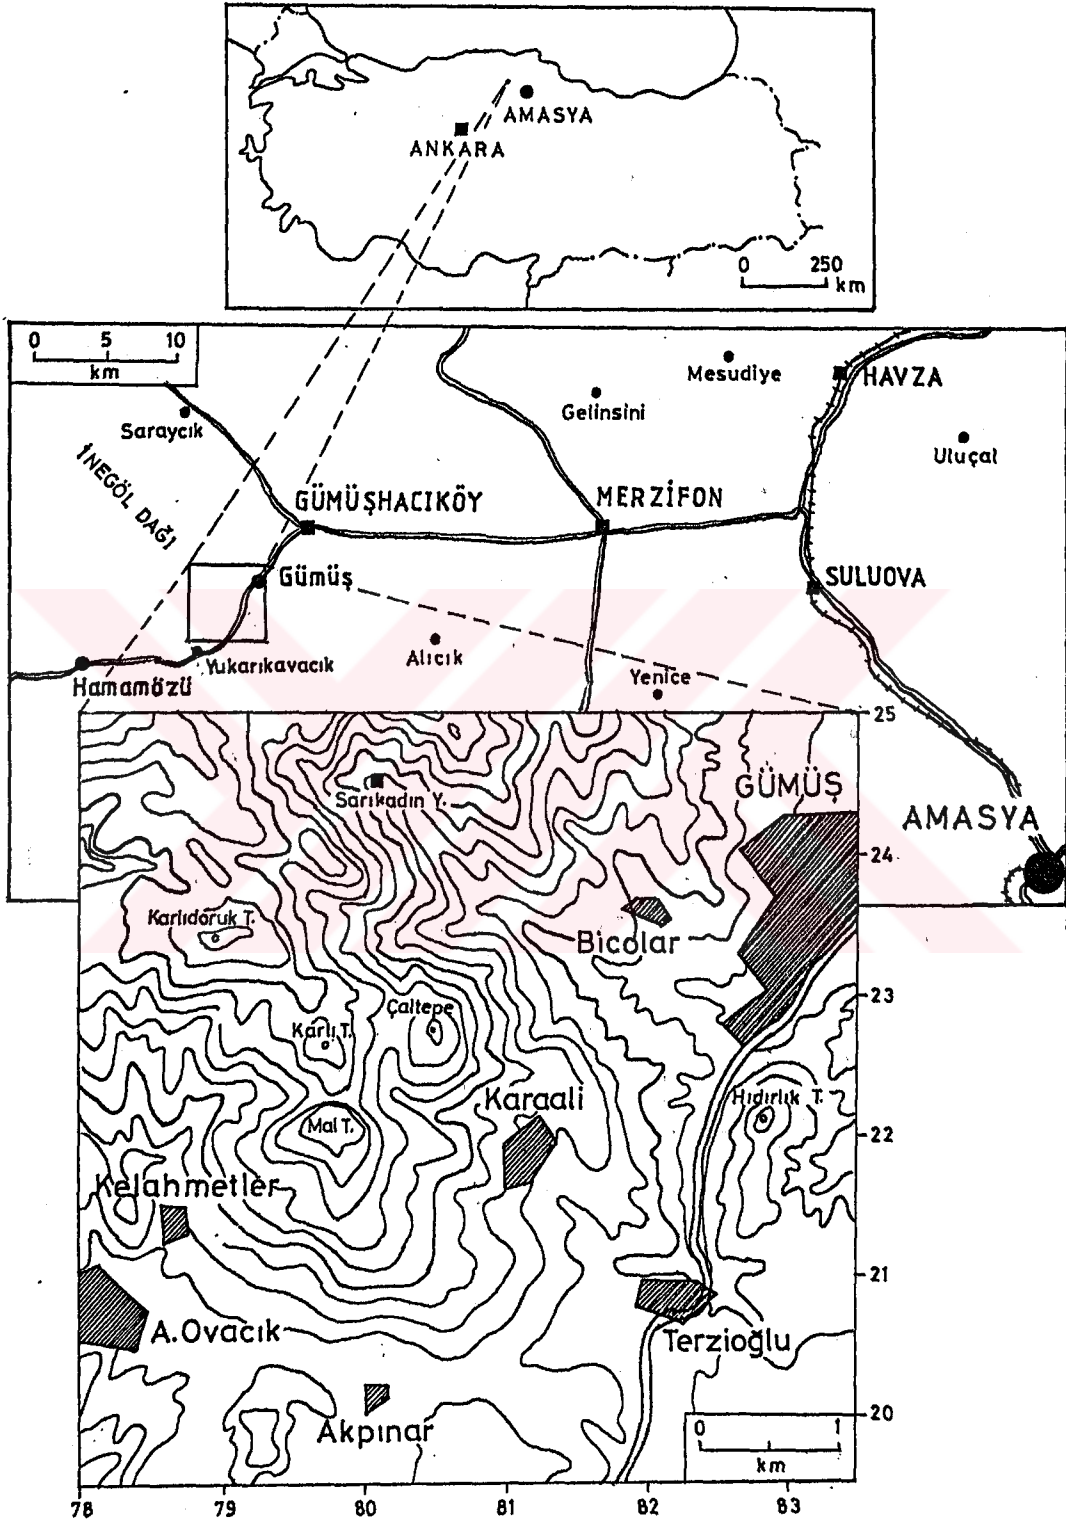 AMASYA
ANKARA
0 250
km
0 5 10
km
Mesudiye
HAVZA
Gelinsini
Saraycık
Uluçal
İNEGÖL DAĞI
GÜMÜŞHACIKÖY
MERZİFON
Gümüş
SULUOVA
Alıcık
Yukarıkavacık
Hamamözü
Yenice
25
GÜMÜŞ
Sarıkadın Y.
AMASYA
24
Karlıdoruk T.
Bicolar
23
Çaltepe
Karlı T.
Karaali
Hıdırlık T.
Mal T.
22
Kelahmetler
21
A.Ovacık
Terzioğlu
20
Akpınar
0 1
km
78 79 80 81 82 83